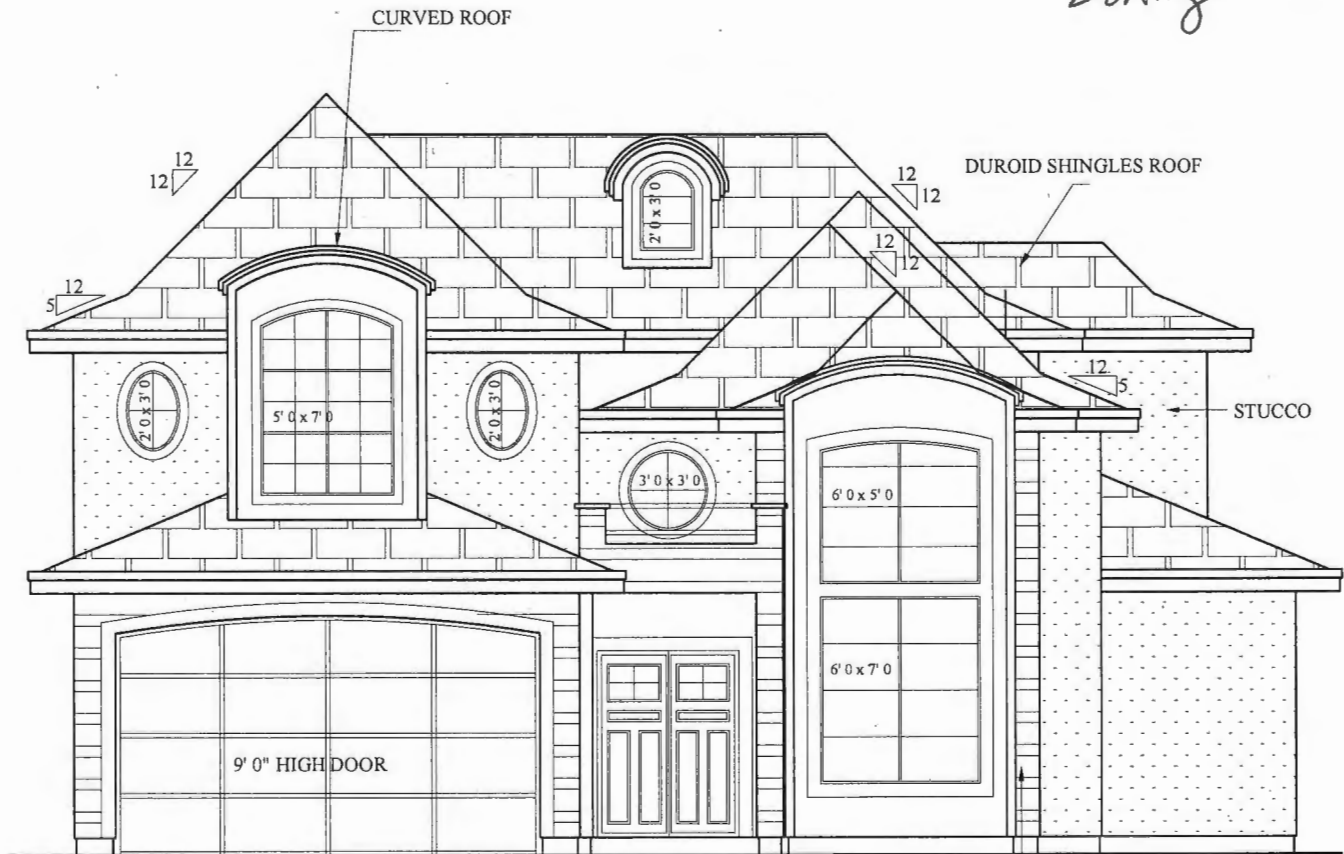 CURVED ROOF
12
12
12
12
DUROID SHINGLES ROOF
2' 0 x 3' 0
12
12
12
5
12
5
2' 0 x 3' 0
5' 0 x 7' 0
2' 0 x 3' 0
STUCCO
3' 0 x 3' 0
6' 0 x 5' 0
6' 0 x 7' 0
9' 0" HIGH DOOR